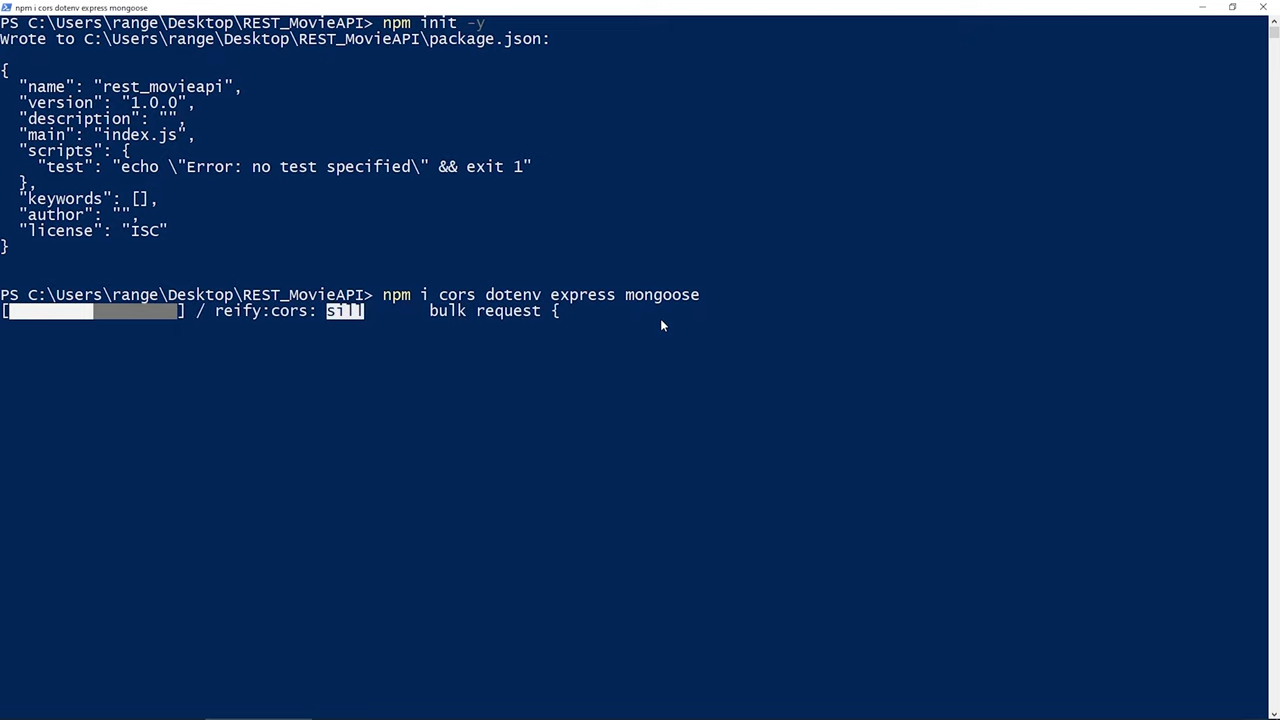 npm i cors dotenv express mongoose
PS C:\Users\range\Desktop\REST_MovieAPI> npm init -y
Wrote to C:\Users\range\Desktop\REST_MovieAPI\package.json:
{
  "name": "rest_movieapi",
  "version": "1.0.0",
  "description": "",
  "main": "index.js",
  "scripts": {
    "test": "echo \"Error: no test specified\" && exit 1"
  },
  "keywords": [],
  "author": "",
  "license": "ISC"
}
PS C:\Users\range\Desktop\REST_MovieAPI> npm i cors dotenv express mongoose
[                  ] / reify:cors: sill       bulk request {